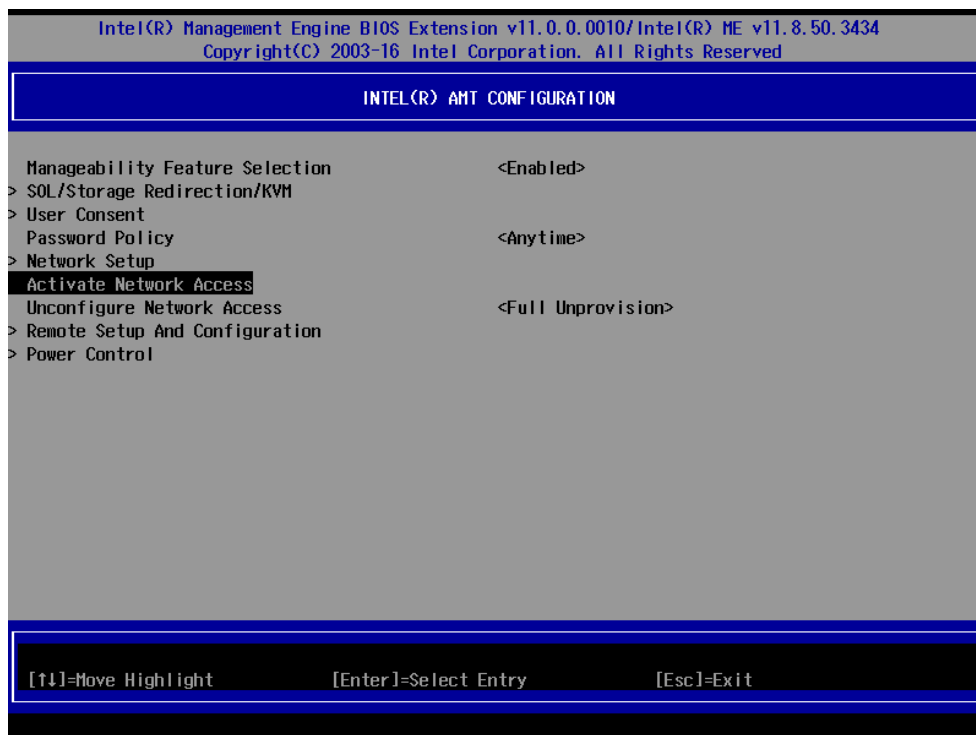 Intel(R) Management Engine BIOS Extension v11.0.0.0010/Intel(R) ME v11.8.50.3434
Copyright(C) 2003-16 Intel Corporation. All Rights Reserved
INTEL(R) AMT CONFIGURATION
Manageability Feature Selection <Enabled>
> SOL/Storage Redirection/KVM
> User Consent
Password Policy <Anytime>
> Network Setup
Activate Network Access
Unconfigure Network Access <Full Unprovision>
> Remote Setup And Configuration
> Power Control
[↑↓]=Move Highlight [Enter]=Select Entry [Esc]=Exit